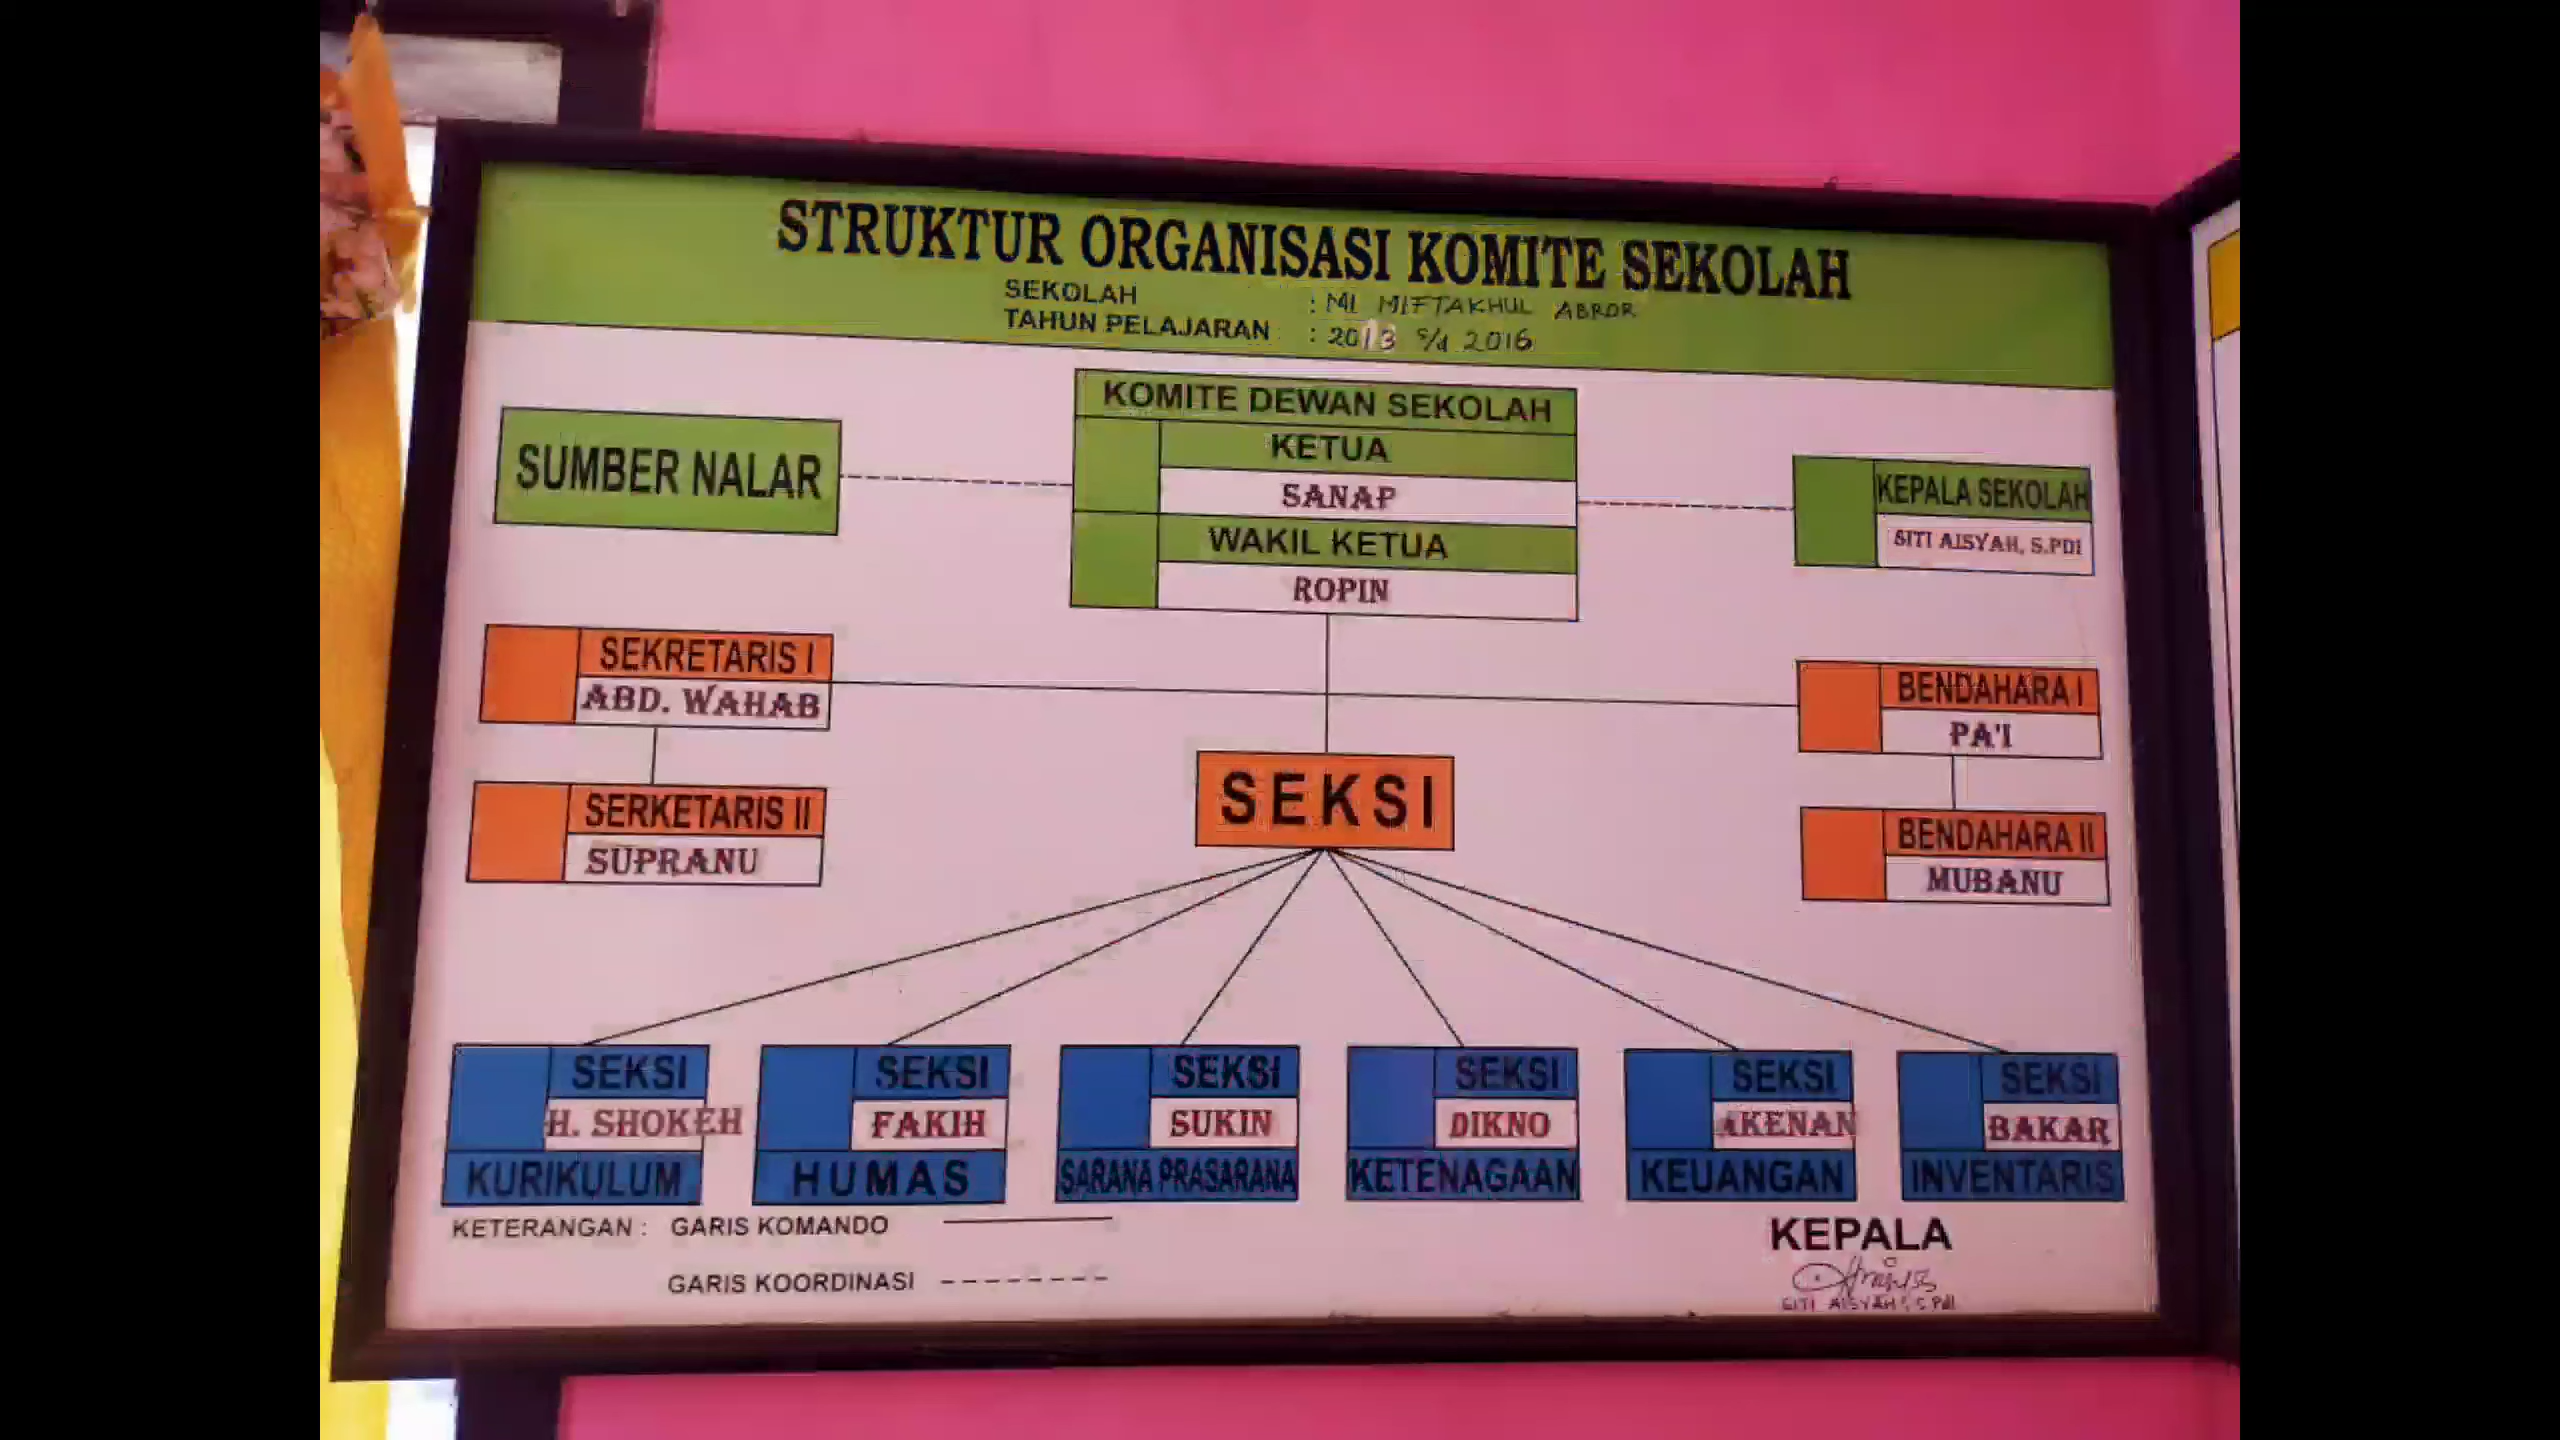 STRUKTUR ORGANISASI KOMITE SEKOLAH
SEKOLAH : MI MIFTAKHUL ABROR
TAHUN PELAJARAN : 2013 s/d 2016
KOMITE DEWAN SEKOLAH
KETUA
SANAP
WAKIL KETUA
ROPIN
SUMBER NALAR
KEPALA SEKOLAH
SITI AISYAH, S.PDI
SEKRETARIS I
ABD. WAHAB
SERKETARIS II
SUPRANU
BENDAHARA I
PA'I
BENDAHARA II
MUBANU
SEKSI
SEKSI
H. SHOKEH
KURIKULUM
SEKSI
FAKIH
HUMAS
SEKSI
SUKIN
SARANA PRASARANA
SEKSI
DIKNO
KETENAGAAN
SEKSI
AKENAN
KEUANGAN
SEKSI
BAKAR
INVENTARIS
KETERANGAN : GARIS KOMANDO
GARIS KOORDINASI
KEPALA
SITI AISYAH, S.PdI